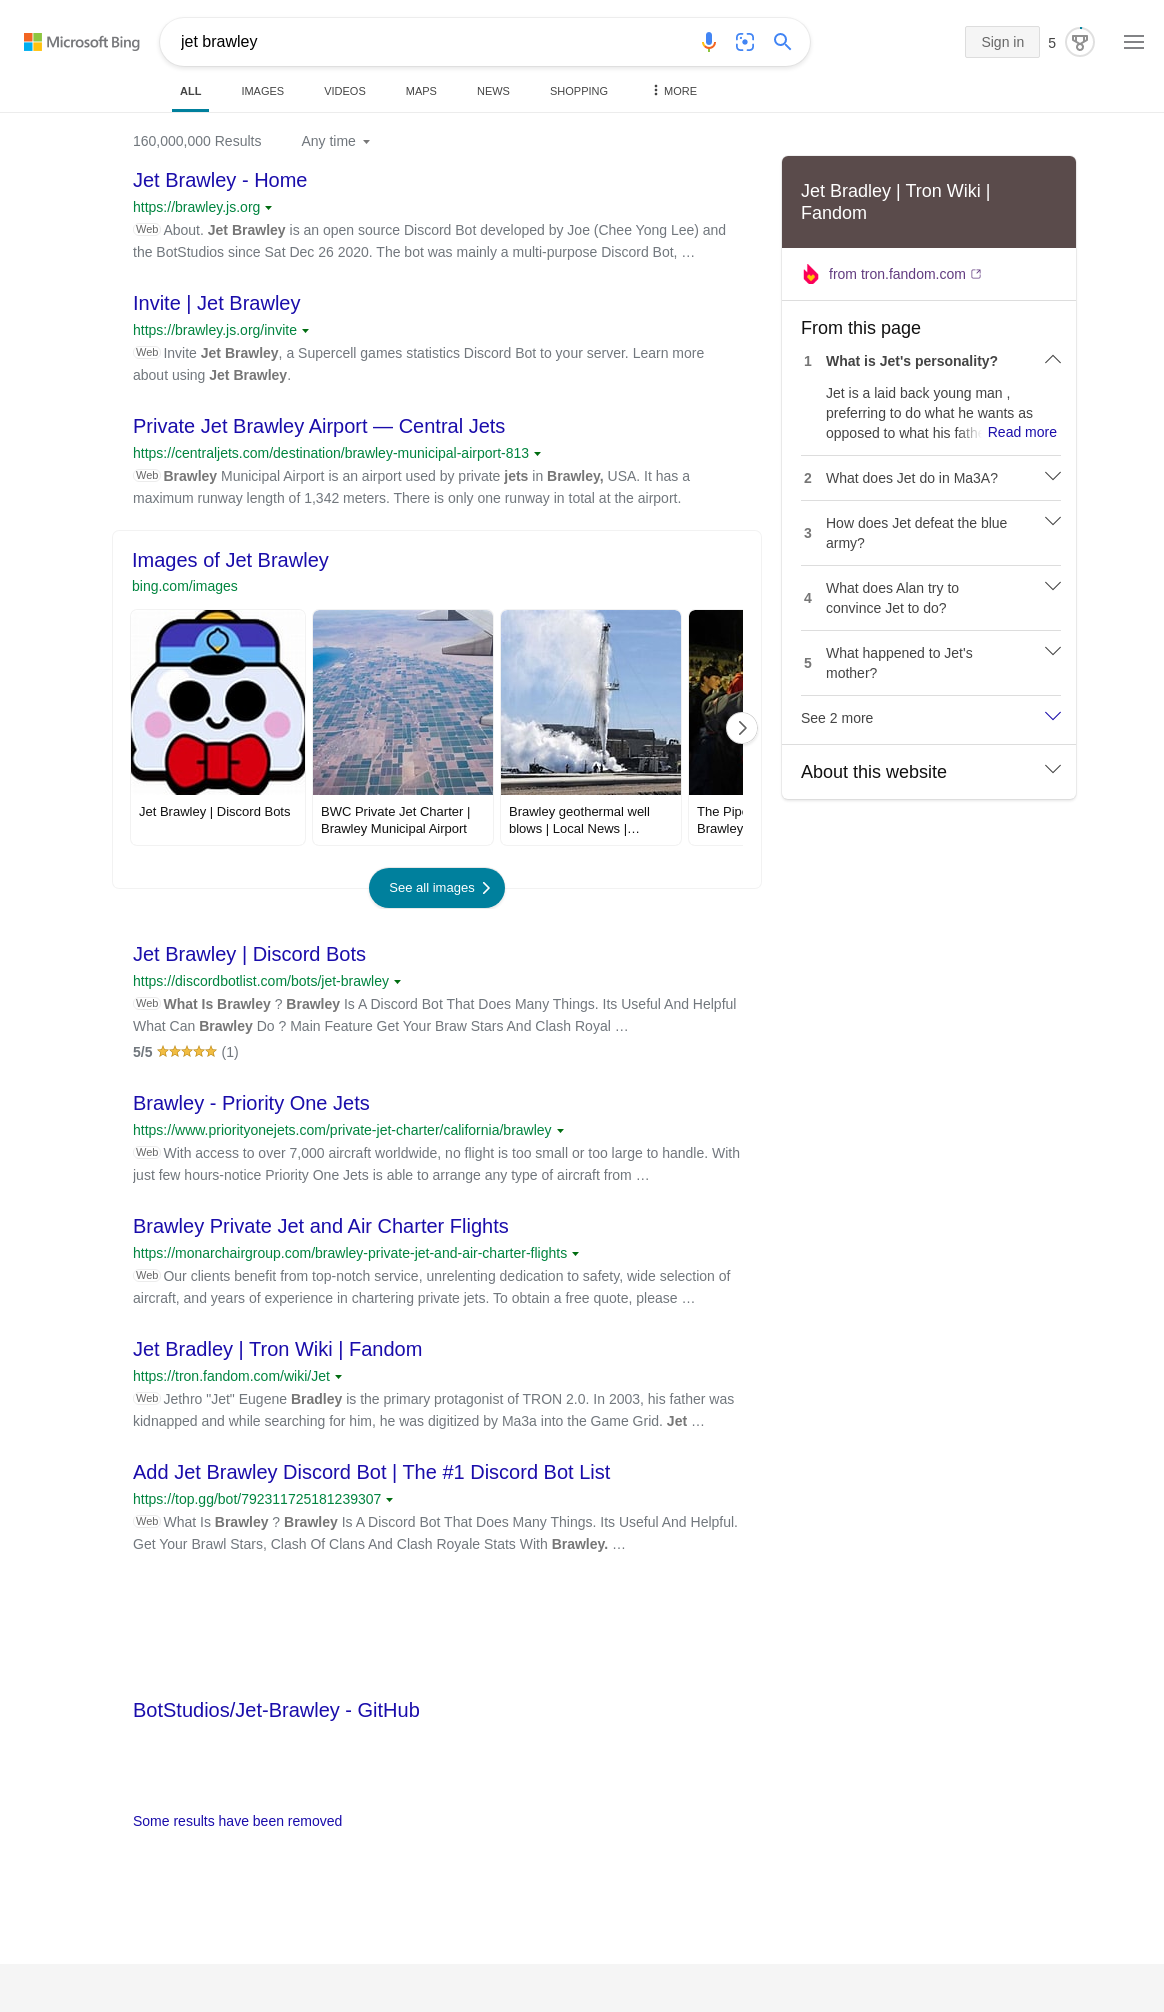 Microsoft Bing
jet brawley
Sign in
5
ALL
IMAGES
VIDEOS
MAPS
NEWS
SHOPPING
MORE
160,000,000 Results
Any time
Jet Brawley - Home
https://brawley.js.org
Web About. Jet Brawley is an open source Discord Bot developed by Joe (Chee Yong Lee) and
the BotStudios since Sat Dec 26 2020. The bot was mainly a multi-purpose Discord Bot, …
Invite | Jet Brawley
https://brawley.js.org/invite
Web Invite Jet Brawley, a Supercell games statistics Discord Bot to your server. Learn more
about using Jet Brawley.
Private Jet Brawley Airport — Central Jets
https://centraljets.com/destination/brawley-municipal-airport-813
Web Brawley Municipal Airport is an airport used by private jets in Brawley, USA. It has a
maximum runway length of 1,342 meters. There is only one runway in total at the airport.
Images of Jet Brawley
bing.com/images
Jet Brawley | Discord Bots
BWC Private Jet Charter |
Brawley Municipal Airport
Brawley geothermal well
blows | Local News |…
The Pip
Brawley
See all images
Jet Brawley | Discord Bots
https://discordbotlist.com/bots/jet-brawley
Web What Is Brawley ? Brawley Is A Discord Bot That Does Many Things. Its Useful And Helpful
What Can Brawley Do ? Main Feature Get Your Braw Stars And Clash Royal …
5/5 (1)
Brawley - Priority One Jets
https://www.priorityonejets.com/private-jet-charter/california/brawley
Web With access to over 7,000 aircraft worldwide, no flight is too small or too large to handle. With
just few hours-notice Priority One Jets is able to arrange any type of aircraft from …
Brawley Private Jet and Air Charter Flights
https://monarchairgroup.com/brawley-private-jet-and-air-charter-flights
Web Our clients benefit from top-notch service, unrelenting dedication to safety, wide selection of
aircraft, and years of experience in chartering private jets. To obtain a free quote, please …
Jet Bradley | Tron Wiki | Fandom
https://tron.fandom.com/wiki/Jet
Web Jethro "Jet" Eugene Bradley is the primary protagonist of TRON 2.0. In 2003, his father was
kidnapped and while searching for him, he was digitized by Ma3a into the Game Grid. Jet …
Add Jet Brawley Discord Bot | The #1 Discord Bot List
https://top.gg/bot/792311725181239307
Web What Is Brawley ? Brawley Is A Discord Bot That Does Many Things. Its Useful And Helpful.
Get Your Brawl Stars, Clash Of Clans And Clash Royale Stats With Brawley. …
BotStudios/Jet-Brawley - GitHub
Some results have been removed
Jet Bradley | Tron Wiki |
Fandom
from tron.fandom.com
From this page
1 What is Jet's personality?
Jet is a laid back young man ,
preferring to do what he wants as
opposed to what his fath Read more
2 What does Jet do in Ma3A?
3 How does Jet defeat the blue
army?
4 What does Alan try to
convince Jet to do?
5 What happened to Jet's
mother?
See 2 more
About this website